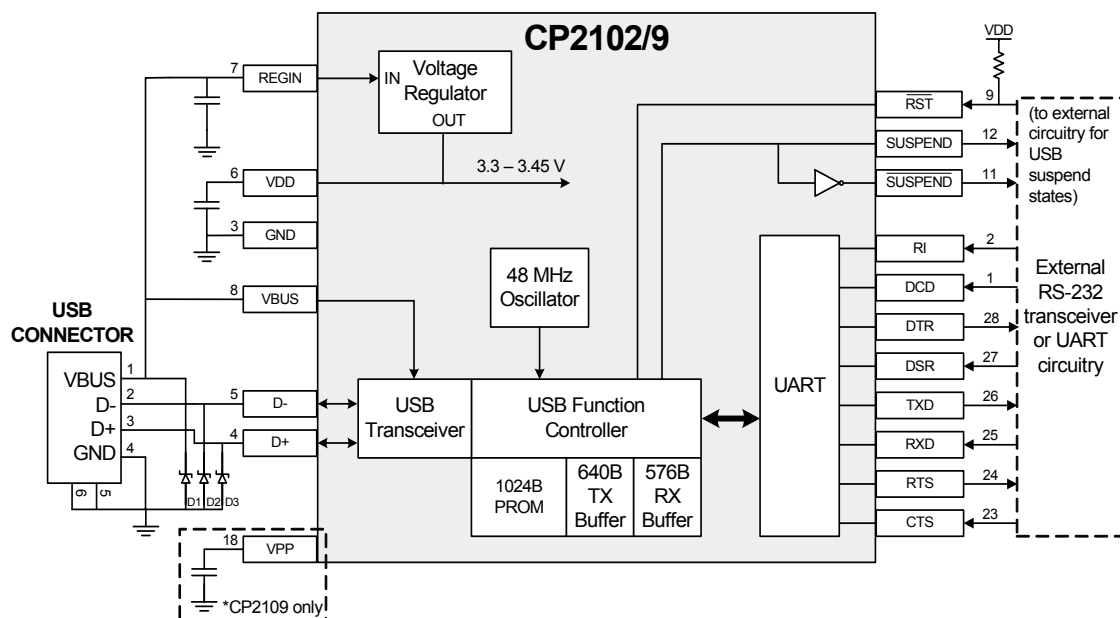 CP2102/9
7
REGIN
IN
Voltage
Regulator
OUT
6
VDD
3.3 – 3.45 V
3
GND
8
VBUS
48 MHz
Oscillator
USB
CONNECTOR
VBUS
D-
D+
GND
1
2
3
4
6
5
D1
D2
D3
5
D-
4
D+
USB
Transceiver
USB Function
Controller
1024B
PROM
640B
TX
Buffer
576B
RX
Buffer
18
VPP
*CP2109 only
UART
VDD
RST
9
SUSPEND
12
SUSPEND
11
RI
2
DCD
1
DTR
28
DSR
27
TXD
26
RXD
25
RTS
24
CTS
23
(to external
circuitry for
USB
suspend
states)
External
RS-232
transceiver
or UART
circuitry